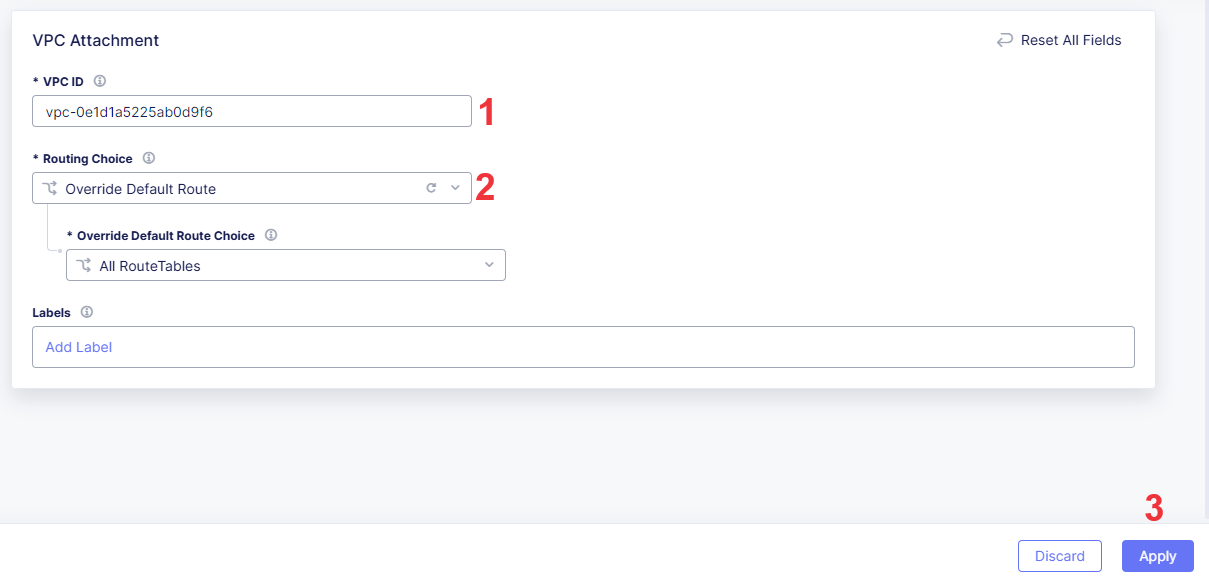 VPC Attachment
Reset All Fields
* VPC ID
vpc-0e1d1a5225ab0d9f6
1
* Routing Choice
Override Default Route
2
* Override Default Route Choice
All RouteTables
Labels
Add Label
3
Discard
Apply